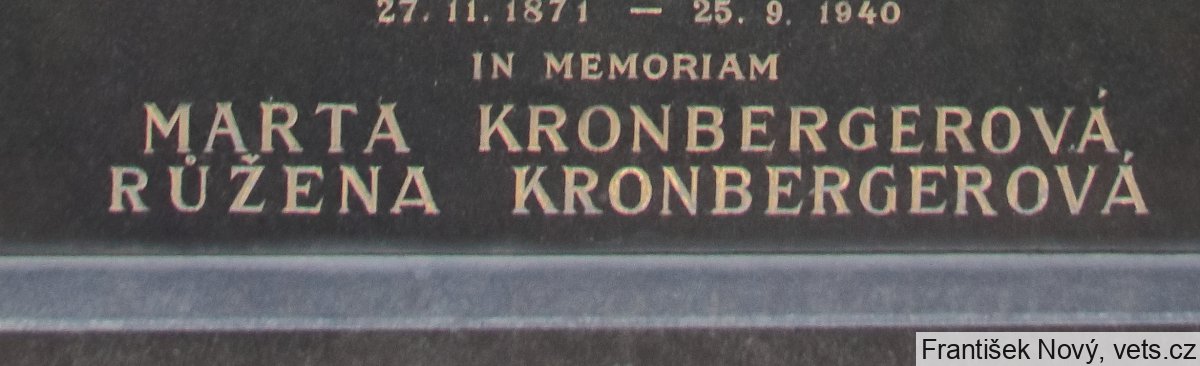 27. 11. 1871 — 25. 9. 1940
IN MEMORIAM
MARTA KRONBERGEROVÁ,
RŮŽENA KRONBERGEROVÁ
František Nový, vets.cz